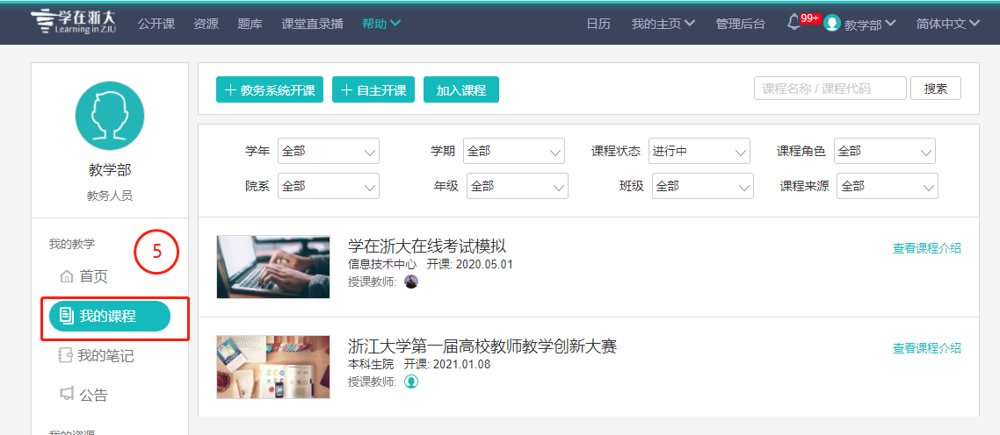 学在浙大
Learning in ZJU
公开课 资源 题库 课堂直录播 帮助
日历 我的主页 管理后台 99+ 教学部 简体中文
教学部
教务人员
我的教学
5
首页
我的课程
我的笔记
公告
我的资源
教务系统开课 自主开课 加入课程
课程名称 / 课程代码 搜索
学年 全部 学期 全部 课程状态 进行中 课程角色 全部
院系 全部 年级 全部 班级 全部 课程来源 全部
学在浙大在线考试模拟
查看课程介绍
信息技术中心 开课: 2020.05.01
授课教师:
浙江大学第一届高校教师教学创新大赛
查看课程介绍
本科生院 开课: 2021.01.08
授课教师: